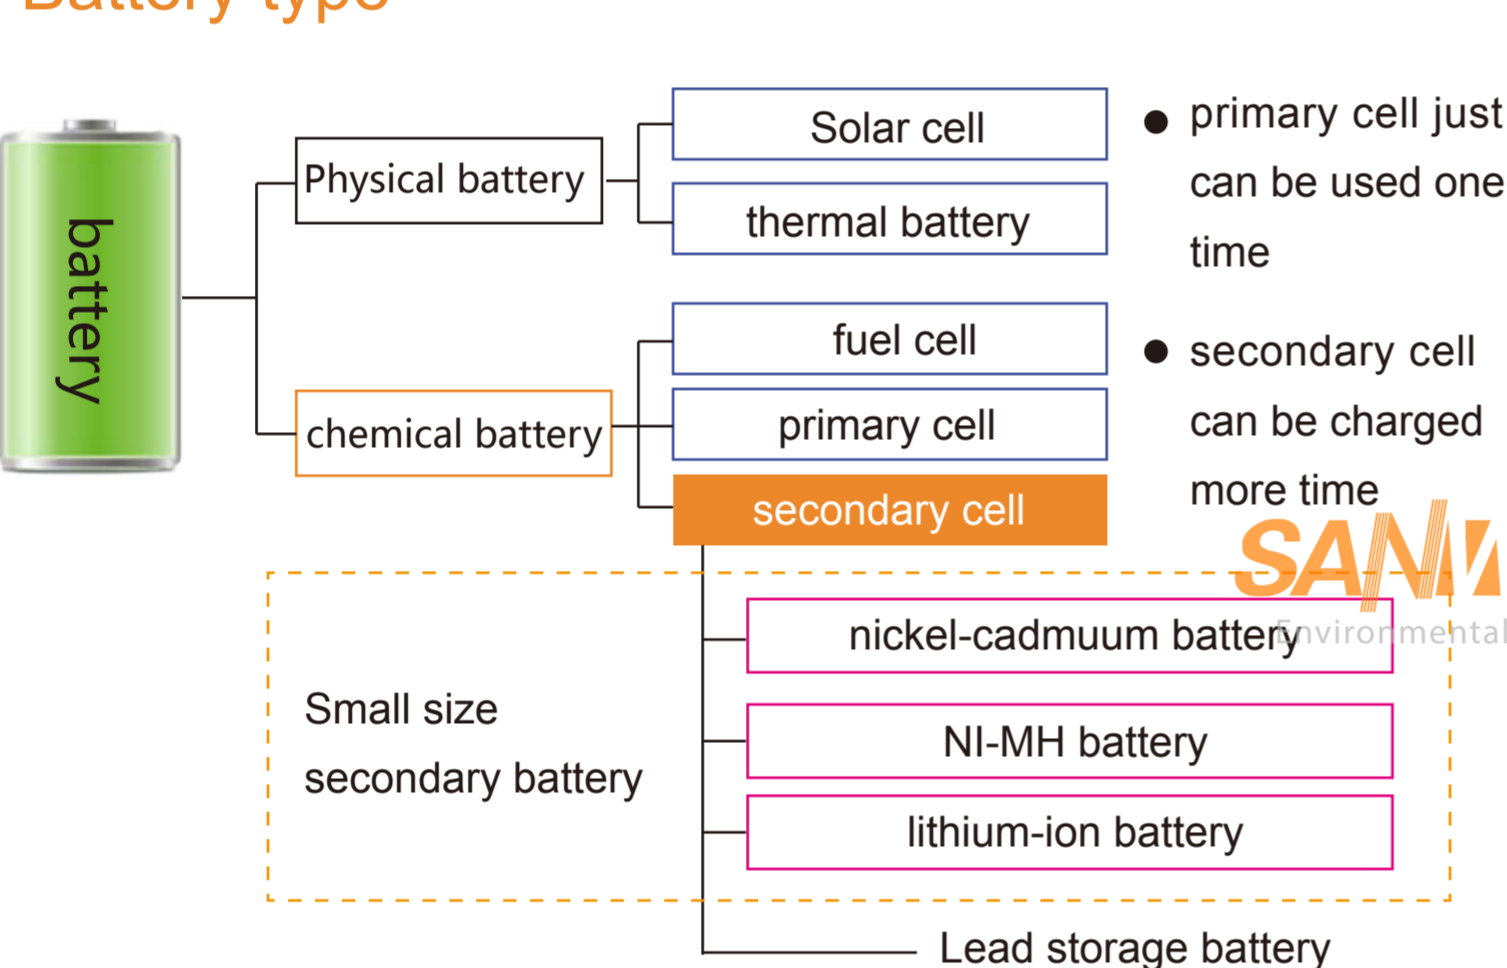 Battery type
battery
Physical battery
Solar cell
thermal battery
chemical battery
fuel cell
primary cell
secondary cell
primary cell just
can be used one
time
secondary cell
can be charged
more time
SAN
Environmental
Small size
secondary battery
nickel-cadmuum battery
NI-MH battery
lithium-ion battery
Lead storage battery